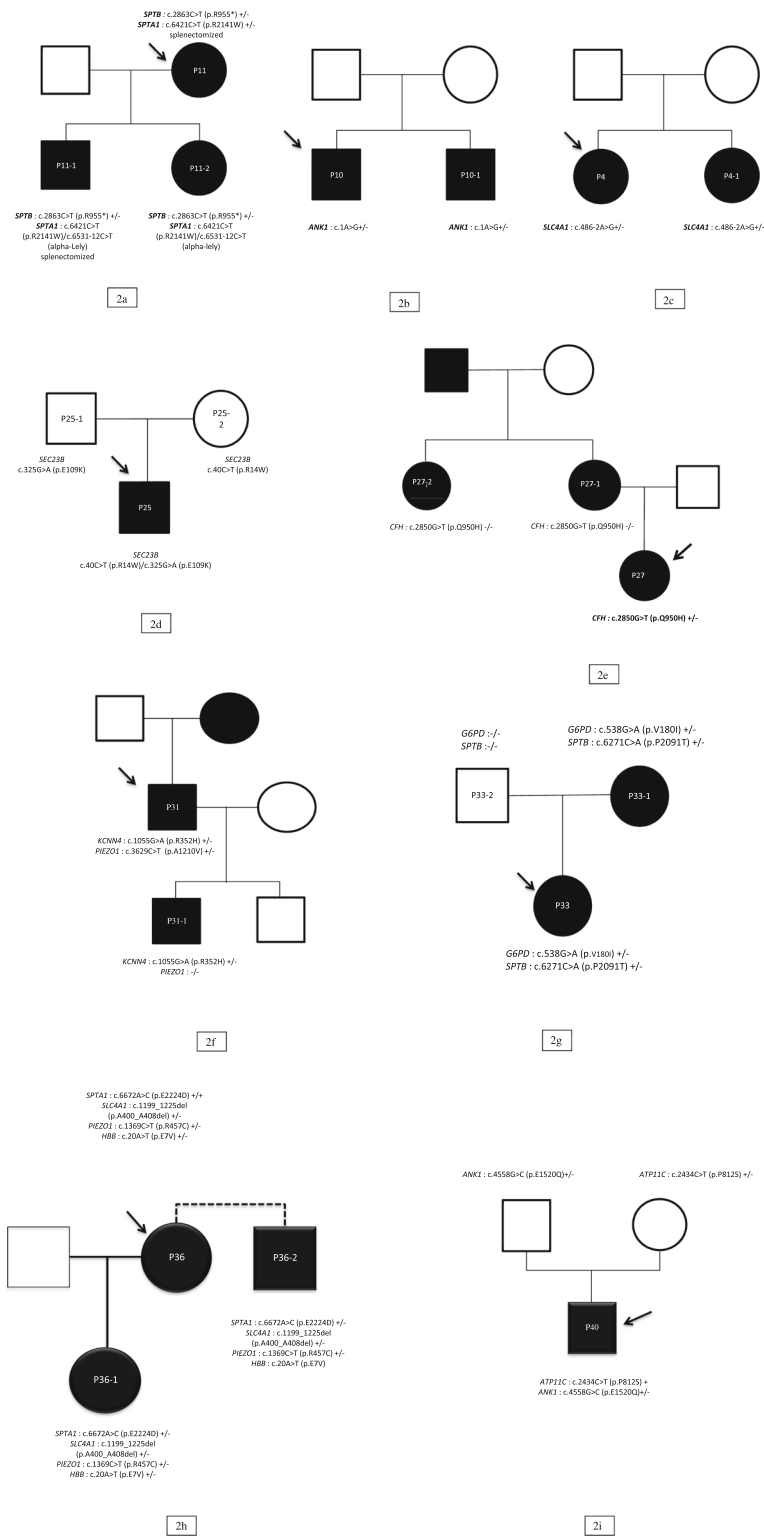 SPTB : c.2863C>T (p.R955*) +/-
SPTA1 : c.6421C>T (p.R2141W) +/-
splenectomized
P11
P11-1
P11-2
SPTB : c.2863C>T (p.R955*) +/-
SPTA1 : c.6421C>T
(p.R2141W)/c.6531-12C>T
(alpha-Lely)
splenectomized
SPTB : c.2863C>T (p.R955*) +/-
SPTA1 : c.6421C>T
(p.R2141W)/c.6531-12C>T
(alpha-lely)
2a
P10
P10-1
ANK1 : c.1A>G+/-
ANK1 : c.1A>G+/-
2b
P4
P4-1
SLC4A1 : c.486-2A>G+/-
SLC4A1 : c.486-2A>G+/-
2c
P25-1
P25-
2
SEC23B
c.325G>A (p.E109K)
SEC23B
c.40C>T (p.R14W)
P25
SEC23B
c.40C>T (p.R14W)/c.325G>A (p.E109K)
2d
P27-2
P27-1
CFH : c.2850G>T (p.Q950H) -/-
CFH : c.2850G>T (p.Q950H) -/-
P27
CFH : c.2850G>T (p.Q950H) +/-
2e
P31
KCNN4 : c.1055G>A (p.R352H) +/-
PIEZO1 : c.3629C>T (p.A1210V) +/-
P31-1
KCNN4 : c.1055G>A (p.R352H) +/-
PIEZO1 : -/-
2f
G6PD :-/-
SPTB :-/-
G6PD : c.538G>A (p.V180I) +/-
SPTB : c.6271C>A (p.P2091T) +/-
P33-2
P33-1
P33
G6PD : c.538G>A (p.V180I) +/-
SPTB : c.6271C>A (p.P2091T) +/-
2g
SPTA1 : c.6672A>C (p.E2224D) +/+
SLC4A1 : c.1199_1225del
(p.A400_A408del) +/-
PIEZO1 : c.1369C>T (p.R457C) +/-
HBB : c.20A>T (p.E7V) +/-
P36
P36-2
SPTA1 : c.6672A>C (p.E2224D) +/-
SLC4A1 : c.1199_1225del
(p.A400_A408del) +/-
PIEZO1 : c.1369C>T (p.R457C) +/-
HBB : c.20A>T (p.E7V)
P36-1
SPTA1 : c.6672A>C (p.E2224D) +/-
SLC4A1 : c.1199_1225del
(p.A400_A408del) +/-
PIEZO1 : c.1369C>T (p.R457C) +/-
HBB : c.20A>T (p.E7V) +/-
2h
ANK1 : c.4558G>C (p.E1520Q)+/-
ATP11C : c.2434C>T (p.P812S) +/-
P40
ATP11C : c.2434C>T (p.P812S) +
ANK1 : c.4558G>C (p.E1520Q)+/-
2i